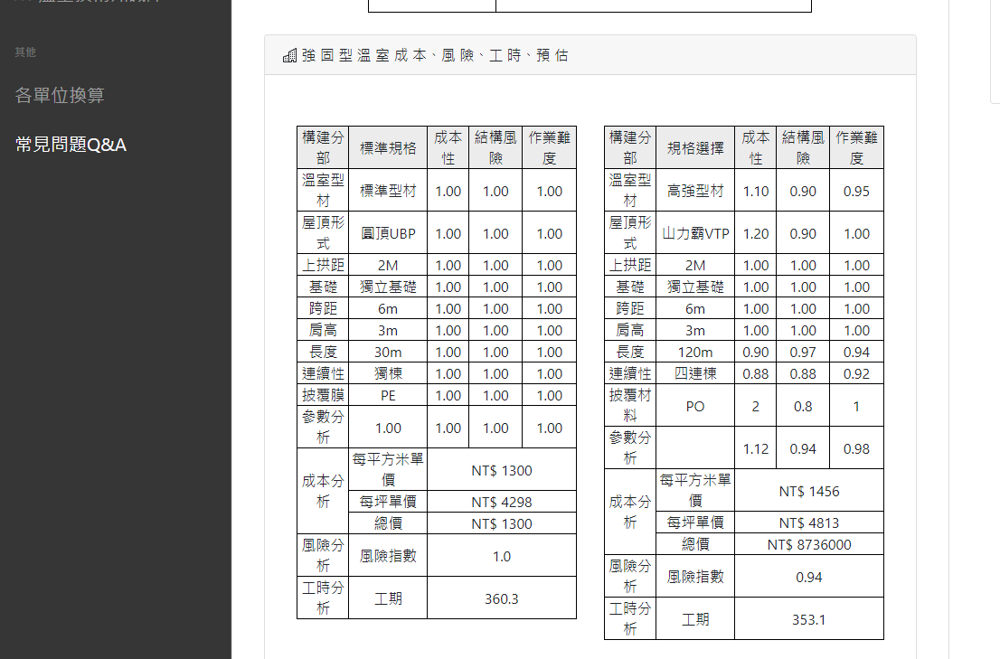 其他
各單位換算
常見問題Q&A
強固型溫室成本、風險、工時、預估
構建分部 標準規格 成本性 結構風險 作業難度
溫室型材 標準型材 1.00 1.00 1.00
屋頂形式 圓頂UBP 1.00 1.00 1.00
上拱距 2M 1.00 1.00 1.00
基礎 獨立基礎 1.00 1.00 1.00
跨距 6m 1.00 1.00 1.00
肩高 3m 1.00 1.00 1.00
長度 30m 1.00 1.00 1.00
連續性 獨棟 1.00 1.00 1.00
披覆膜 PE 1.00 1.00 1.00
參數分析 1.00 1.00 1.00 1.00
成本分析 每平方米單價 NT$ 1300
每坪單價 NT$ 4298
總價 NT$ 1300
風險分析 風險指數 1.0
工時分析 工期 360.3
構建分部 規格選擇 成本性 結構風險 作業難度
溫室型材 高強型材 1.10 0.90 0.95
屋頂形式 山力霸VTP 1.20 0.90 1.00
上拱距 2M 1.00 1.00 1.00
基礎 獨立基礎 1.00 1.00 1.00
跨距 6m 1.00 1.00 1.00
肩高 3m 1.00 1.00 1.00
長度 120m 0.90 0.97 0.94
連續性 四連棟 0.88 0.88 0.92
披覆材料 PO 2 0.8 1
參數分析 1.12 0.94 0.98
成本分析 每平方米單價 NT$ 1456
每坪單價 NT$ 4813
總價 NT$ 8736000
風險分析 風險指數 0.94
工時分析 工期 353.1